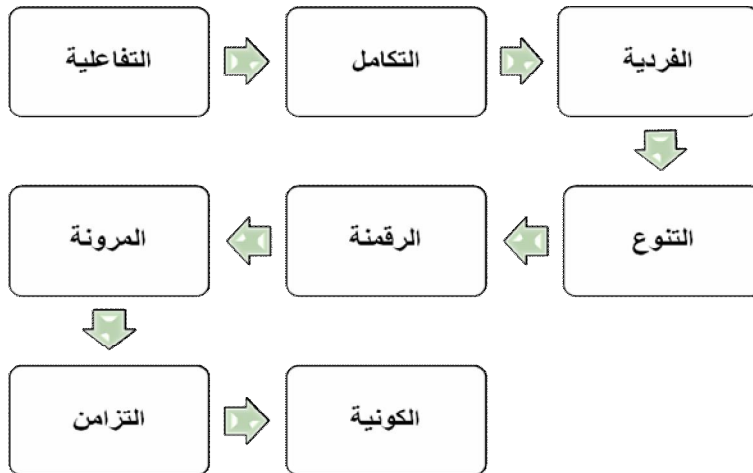 التفاعلية
التكامل
الفردية
التنوع
الرقمنة
المرونة
التزامن
الكونية